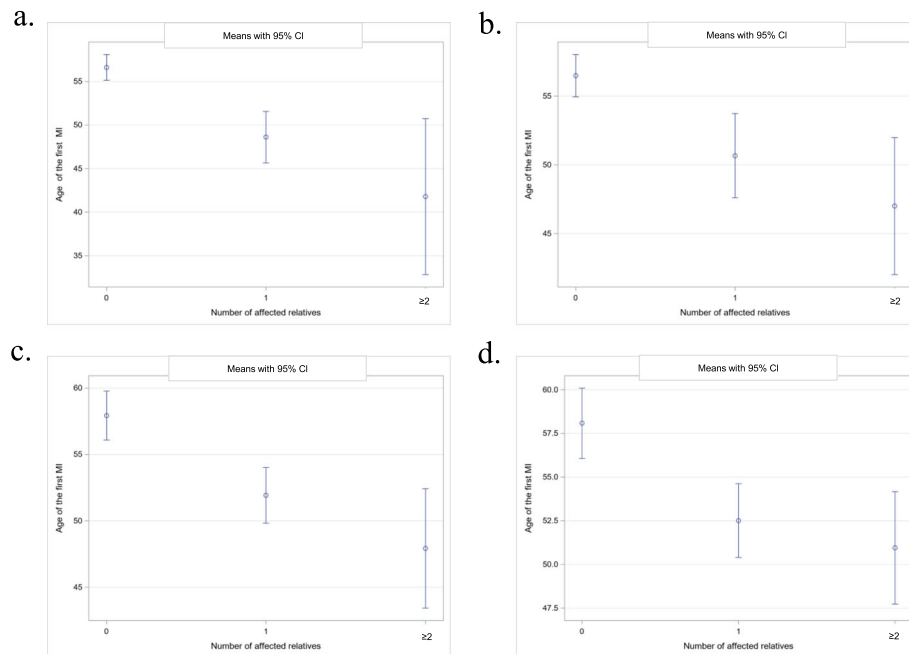 a.
Means with 95% CI
Age of the first MI
55
50
45
40
35
0 1 ≥2
Number of affected relatives
b.
Means with 95% CI
Age of the first MI
55
50
45
0 1 ≥2
Number of affected relatives
c.
Means with 95% CI
Age of the first MI
60
55
50
45
0 1 ≥2
Number of affected relatives
d.
Means with 95% CI
Age of the first MI
60.0
57.5
55.0
52.5
50.0
47.5
0 1 ≥2
Number of affected relatives